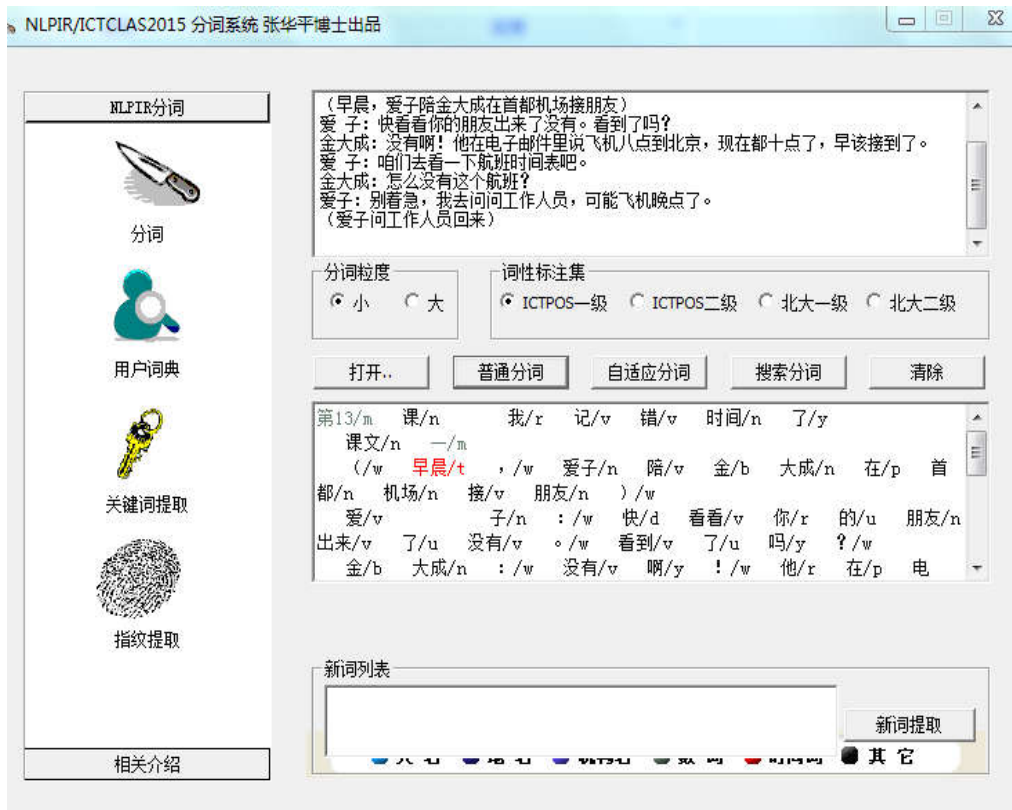 NLPIR/ICTCLAS2015 分词系统 张华平博士出品
NLPIR分词
分词
用户词典
关键词提取
指纹提取
相关介绍
（早晨，爱子陪金大成在首都机场接朋友）
爱 子：快看看你的朋友出来了没有。看到了吗？
金大成：没有啊！他在电子邮件里说飞机八点到北京，现在都十点了，早该接到了。
爱 子：咱们去看一下航班时间表吧。
金大成：怎么没有这个航班？
爱子：别着急，我去问问工作人员，可能飞机晚点了。
（爱子问工作人员回来）
分词粒度
小 大
词性标注集
ICTPOS一级 ICTPOS二级 北大一级 北大二级
打开.. 普通分词 自适应分词 搜索分词 清除
第13/m 课/n 我/r 记/v 错/v 时间/n 了/y
课文/n 一/m
（/w 早晨/t ，/w 爱子/n 陪/v 金/b 大成/n 在/p 首
都/n 机场/n 接/v 朋友/n ）/w
爱/v 子/n ：/w 快/d 看看/v 你/r 的/u 朋友/n
出来/v 了/u 没有/v 。/w 看到/v 了/u 吗/y ？/w
金/b 大成/n ：/w 没有/v 啊/y ！/w 他/r 在/p 电
新词列表
新词提取
其它